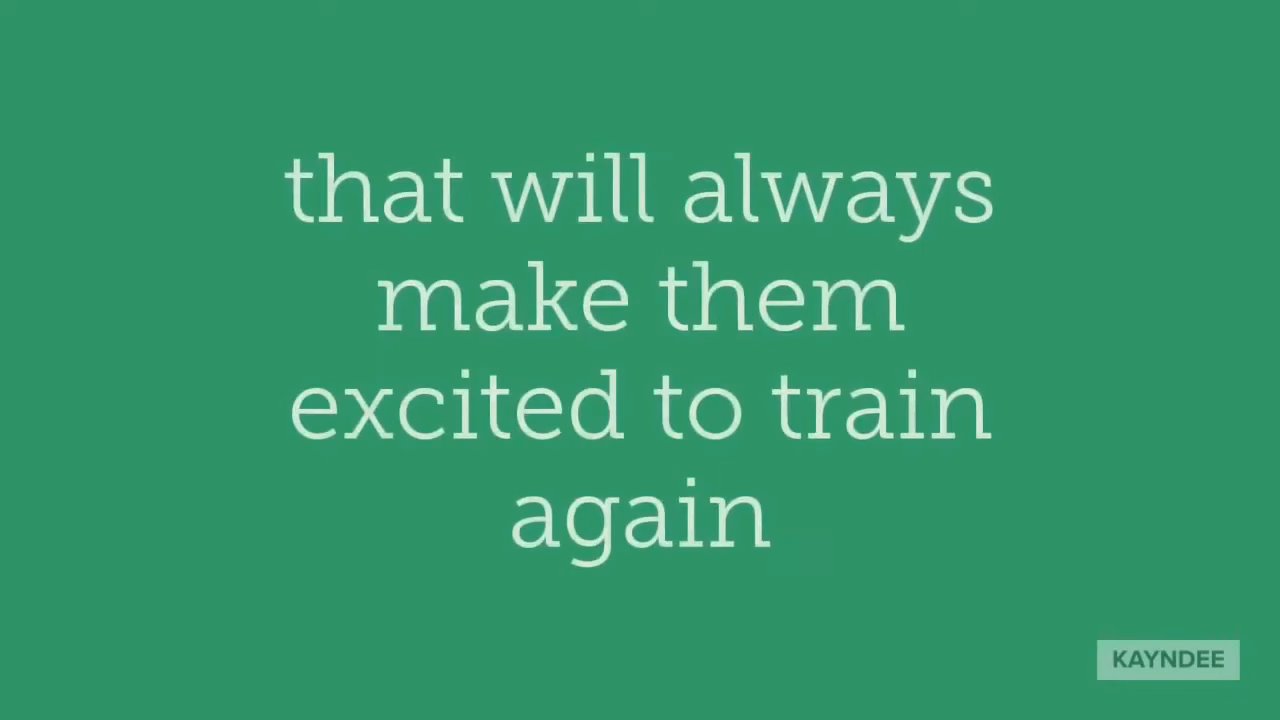 that will always
make them
excited to train
again
KAYNDEE